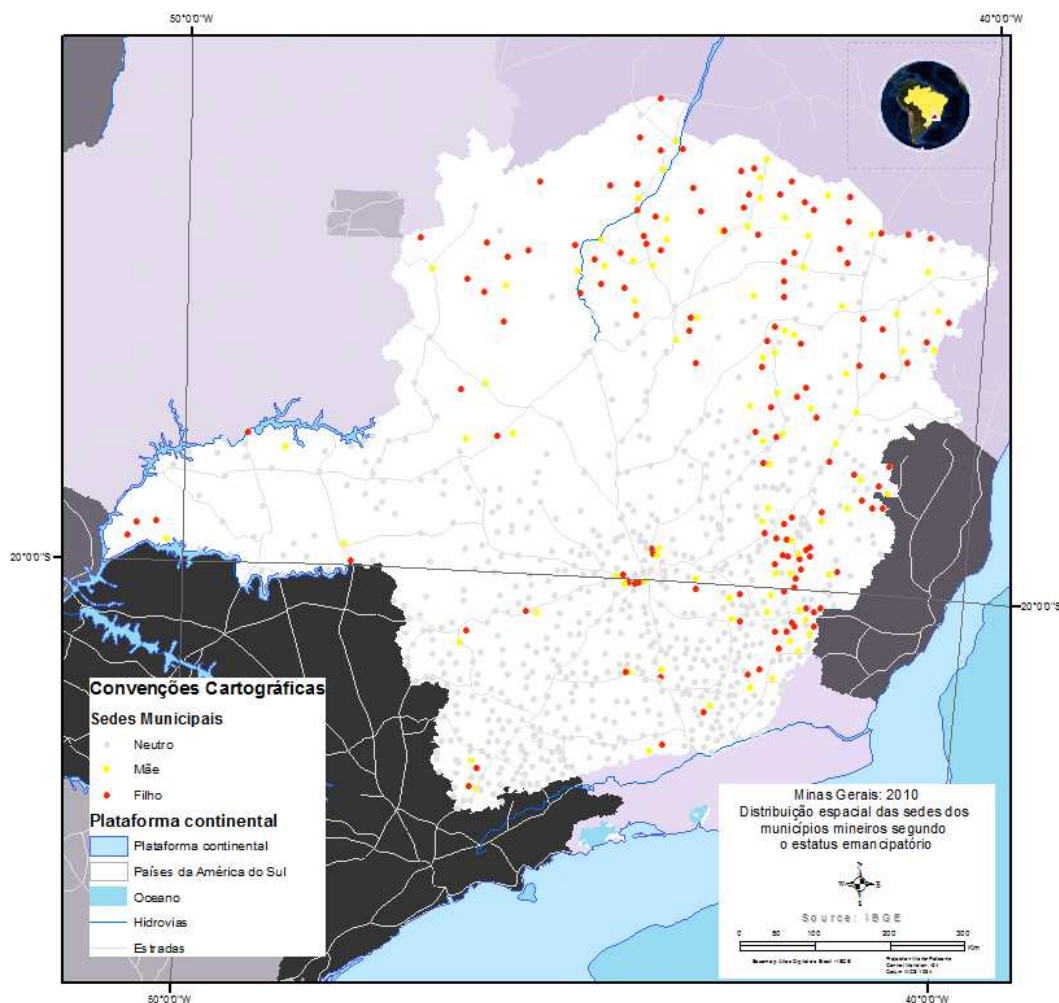 50°0'0"W
40°0'0"W
20°0'0"S
20°0'0"S
Convenções Cartográficas
Sedes Municipais
Neutro
Mãe
Filho
Plataforma continental
Plataforma continental
Países da América do Sul
Oceano
Hidrovias
Estradas
Minas Gerais: 2010
Distribuição espacial das sedes dos
municípios mineiros segundo
o estatus emancipatório
N
W E
S
Source: IBGE
0 50 100 200 300
Km
50°0'0"W
40°0'0"W